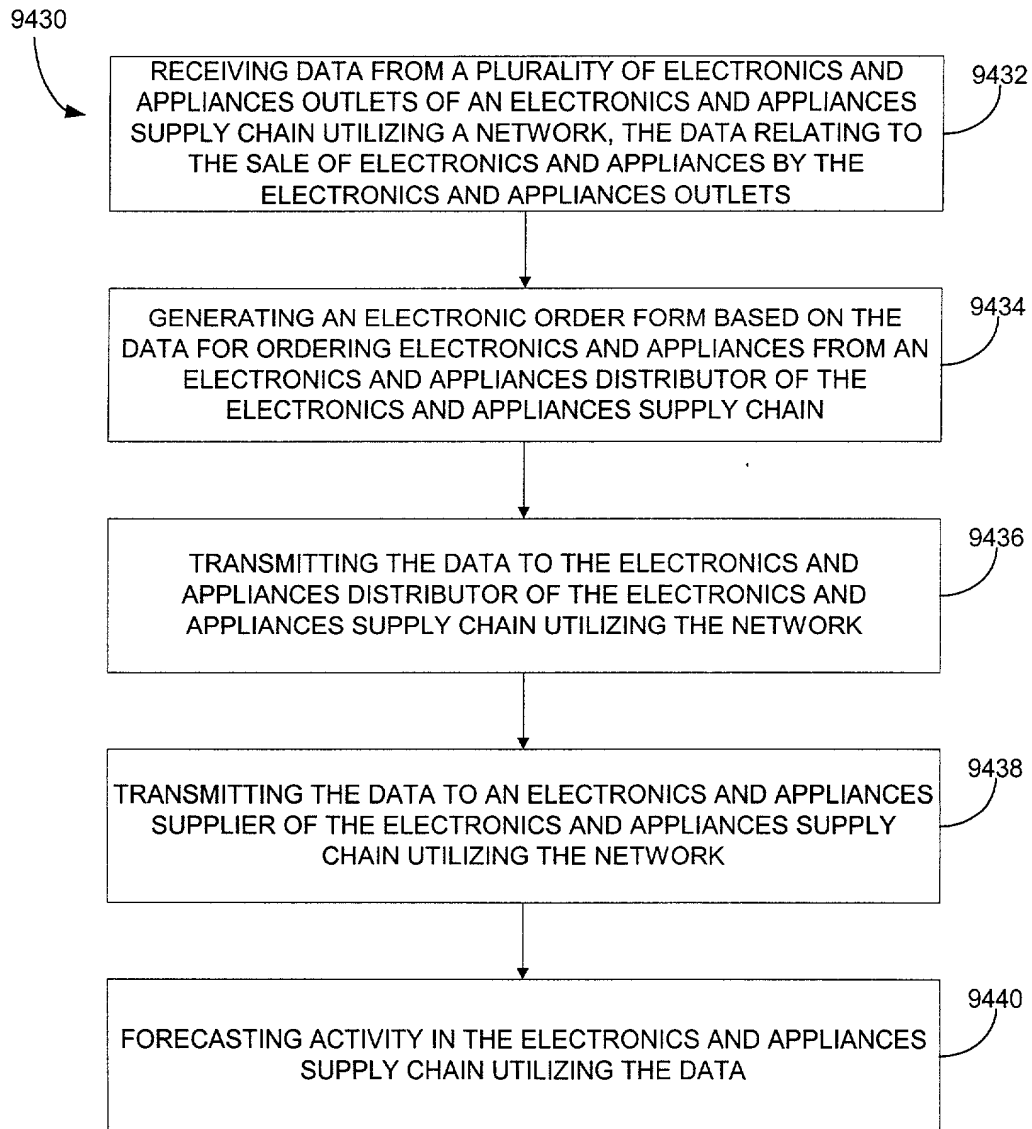 9430
RECEIVING DATA FROM A PLURALITY OF ELECTRONICS AND
APPLIANCES OUTLETS OF AN ELECTRONICS AND APPLIANCES
SUPPLY CHAIN UTILIZING A NETWORK, THE DATA RELATING TO
THE SALE OF ELECTRONICS AND APPLIANCES BY THE
ELECTRONICS AND APPLIANCES OUTLETS
9432
GENERATING AN ELECTRONIC ORDER FORM BASED ON THE
DATA FOR ORDERING ELECTRONICS AND APPLIANCES FROM AN
ELECTRONICS AND APPLIANCES DISTRIBUTOR OF THE
ELECTRONICS AND APPLIANCES SUPPLY CHAIN
9434
TRANSMITTING THE DATA TO THE ELECTRONICS AND
APPLIANCES DISTRIBUTOR OF THE ELECTRONICS AND
APPLIANCES SUPPLY CHAIN UTILIZING THE NETWORK
9436
TRANSMITTING THE DATA TO AN ELECTRONICS AND APPLIANCES
SUPPLIER OF THE ELECTRONICS AND APPLIANCES SUPPLY
CHAIN UTILIZING THE NETWORK
9438
FORECASTING ACTIVITY IN THE ELECTRONICS AND APPLIANCES
SUPPLY CHAIN UTILIZING THE DATA
9440